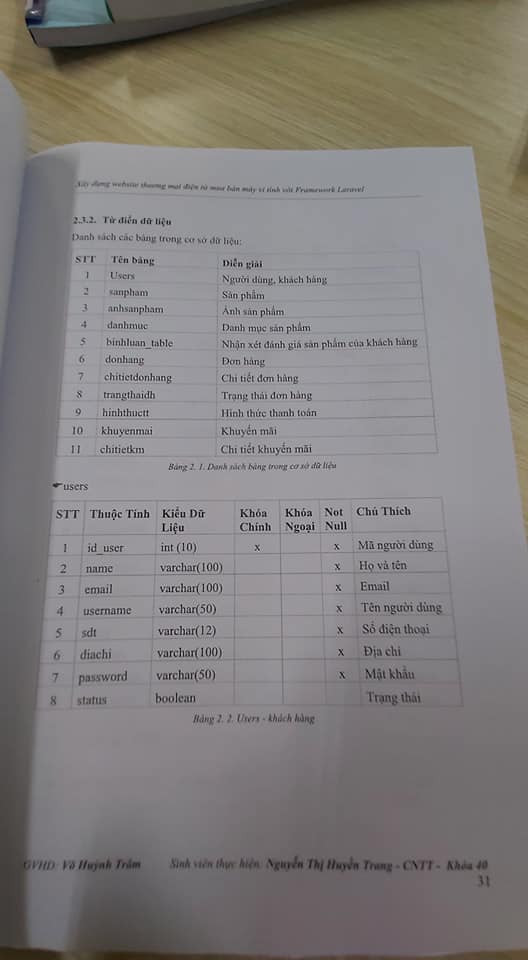 Xây dựng website thương mại điện tử mua bán máy vi tính với Framework Laravel
2.3.2. Từ điển dữ liệu
Danh sách các bảng trong cơ sở dữ liệu:
STT Tên bảng Diễn giải
1 Users Người dùng, khách hàng
2 sanpham Sản phẩm
3 anhsanpham Ảnh sản phẩm
4 danhmuc Danh mục sản phẩm
5 binhluan_table Nhận xét đánh giá sản phẩm của khách hàng
6 donhang Đơn hàng
7 chitietdonhang Chi tiết đơn hàng
8 trangthaidh Trạng thái đơn hàng
9 hinhthuctt Hình thức thanh toán
10 khuyenmai Khuyến mãi
11 chitietkm Chi tiết khuyến mãi
Bảng 2. 1. Danh sách bảng trong cơ sở dữ liệu
users
STT Thuộc Tính Kiểu Dữ Liệu Khóa Chính Khóa Ngoại Not Null Chú Thích
1 id_user int (10) x x Mã người dùng
2 name varchar(100) x Họ và tên
3 email varchar(100) x Email
4 username varchar(50) x Tên người dùng
5 sdt varchar(12) x Số điện thoại
6 diachi varchar(100) x Địa chỉ
7 password varchar(50) x Mật khẩu
8 status boolean Trạng thái
Bảng 2. 2. Users - khách hàng
GVHD: Võ Huỳnh Trâm Sinh viên thực hiện: Nguyễn Thị Huyền Trang - CNTT - Khóa 40
31